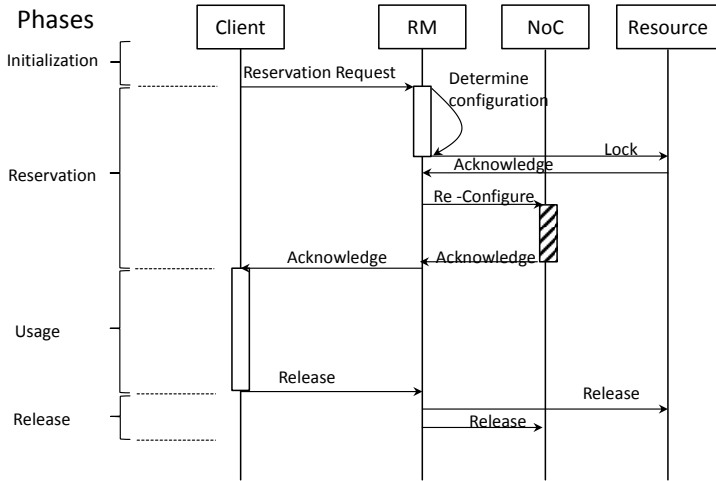 Phases
Client
RM
NoC
Resource
Initialization
Reservation Request
Determine
configuration
Lock
Acknowledge
Reservation
Re -Configure
Acknowledge
Acknowledge
Usage
Release
Release
Release
Release